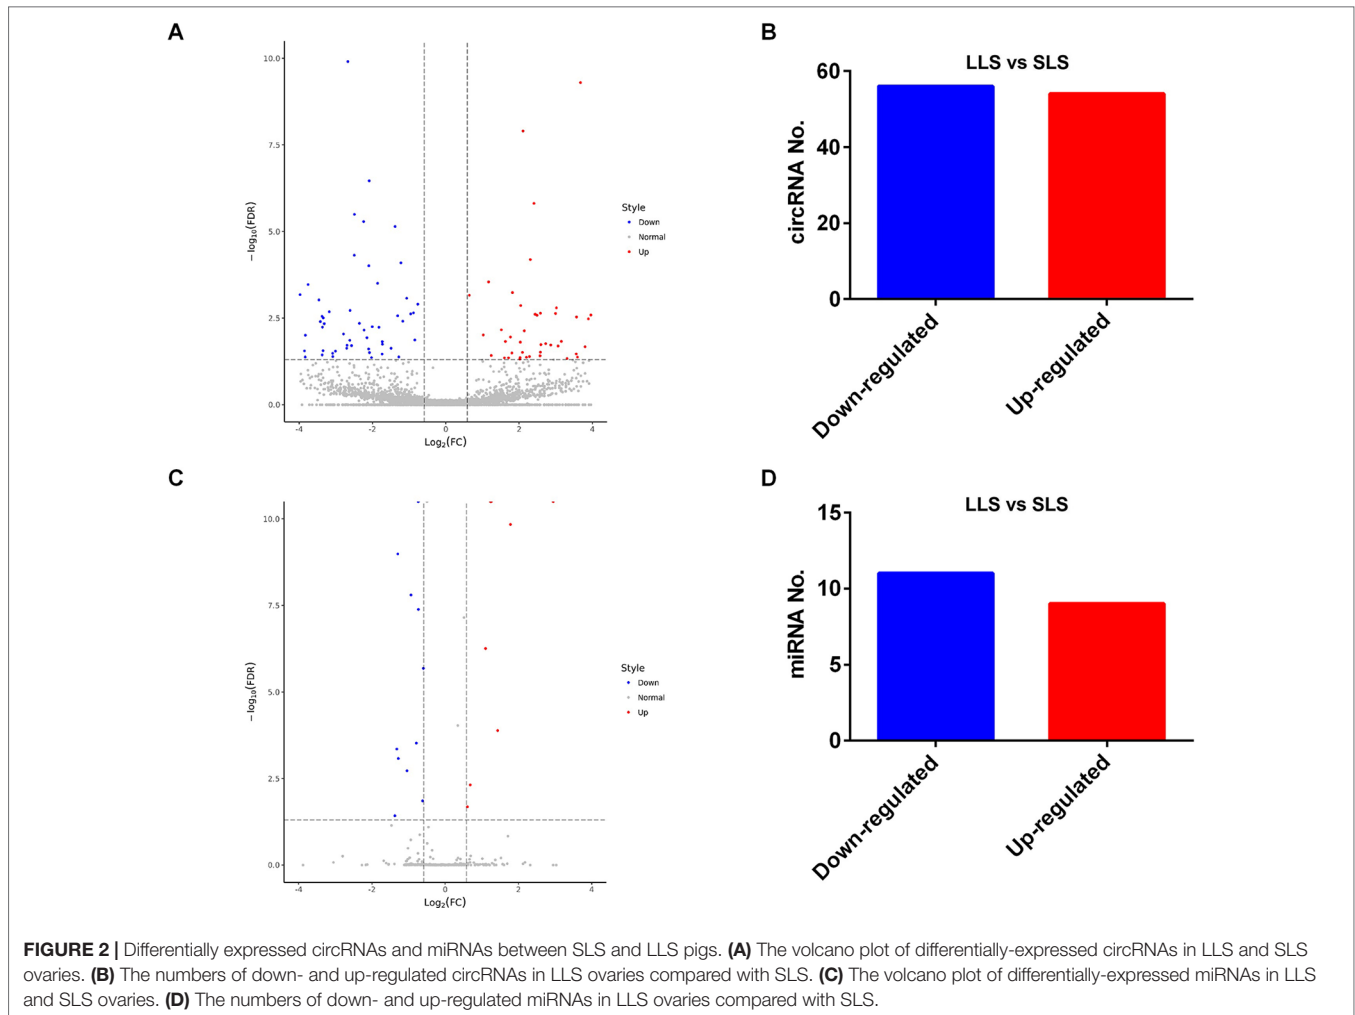 A
10.0
7.5
5.0
2.5
0.0
−log10(FDR)
-4 -2 0 2 4
Log2(FC)
Style
Down
Normal
Up
B
LLS vs SLS
60
40
20
0
circRNA No.
Down-regulated
Up-regulated
C
10.0
7.5
5.0
2.5
0.0
−log10(FDR)
-4 -2 0 2 4
Log2(FC)
Style
Down
Normal
Up
D
LLS vs SLS
15
10
5
0
miRNA No.
Down-regulated
Up-regulated
FIGURE 2 | Differentially expressed circRNAs and miRNAs between SLS and LLS pigs. (A) The volcano plot of differentially-expressed circRNAs in LLS and SLS
ovaries. (B) The numbers of down- and up-regulated circRNAs in LLS ovaries compared with SLS. (C) The volcano plot of differentially-expressed miRNAs in LLS
and SLS ovaries. (D) The numbers of down- and up-regulated miRNAs in LLS ovaries compared with SLS.